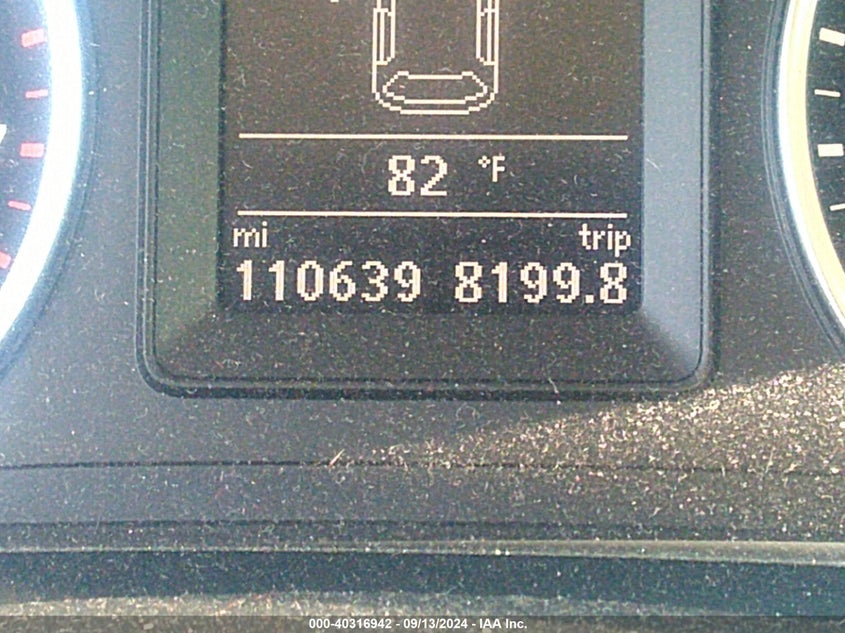 82 °F
mi trip
110639 8199.8
000-40316942 - 09/13/2024 - IAA Inc.